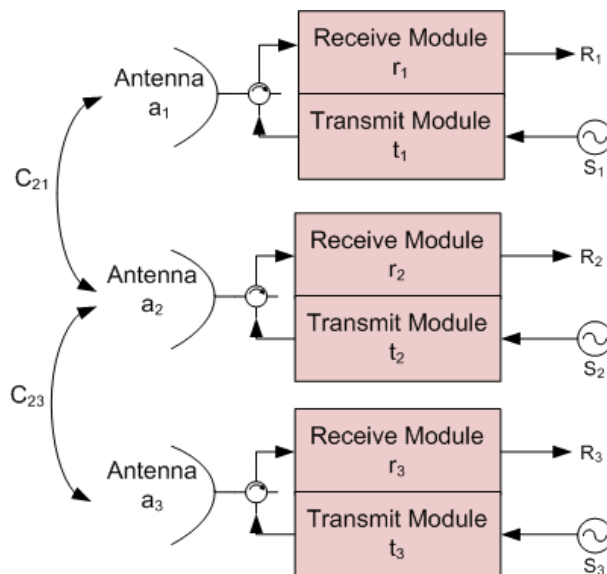 Receive Module
r₁
R₁
Antenna
a₁
Transmit Module
t₁
S₁
C₂₁
Receive Module
r₂
R₂
Antenna
a₂
Transmit Module
t₂
S₂
C₂₃
Receive Module
r₃
R₃
Antenna
a₃
Transmit Module
t₃
S₃